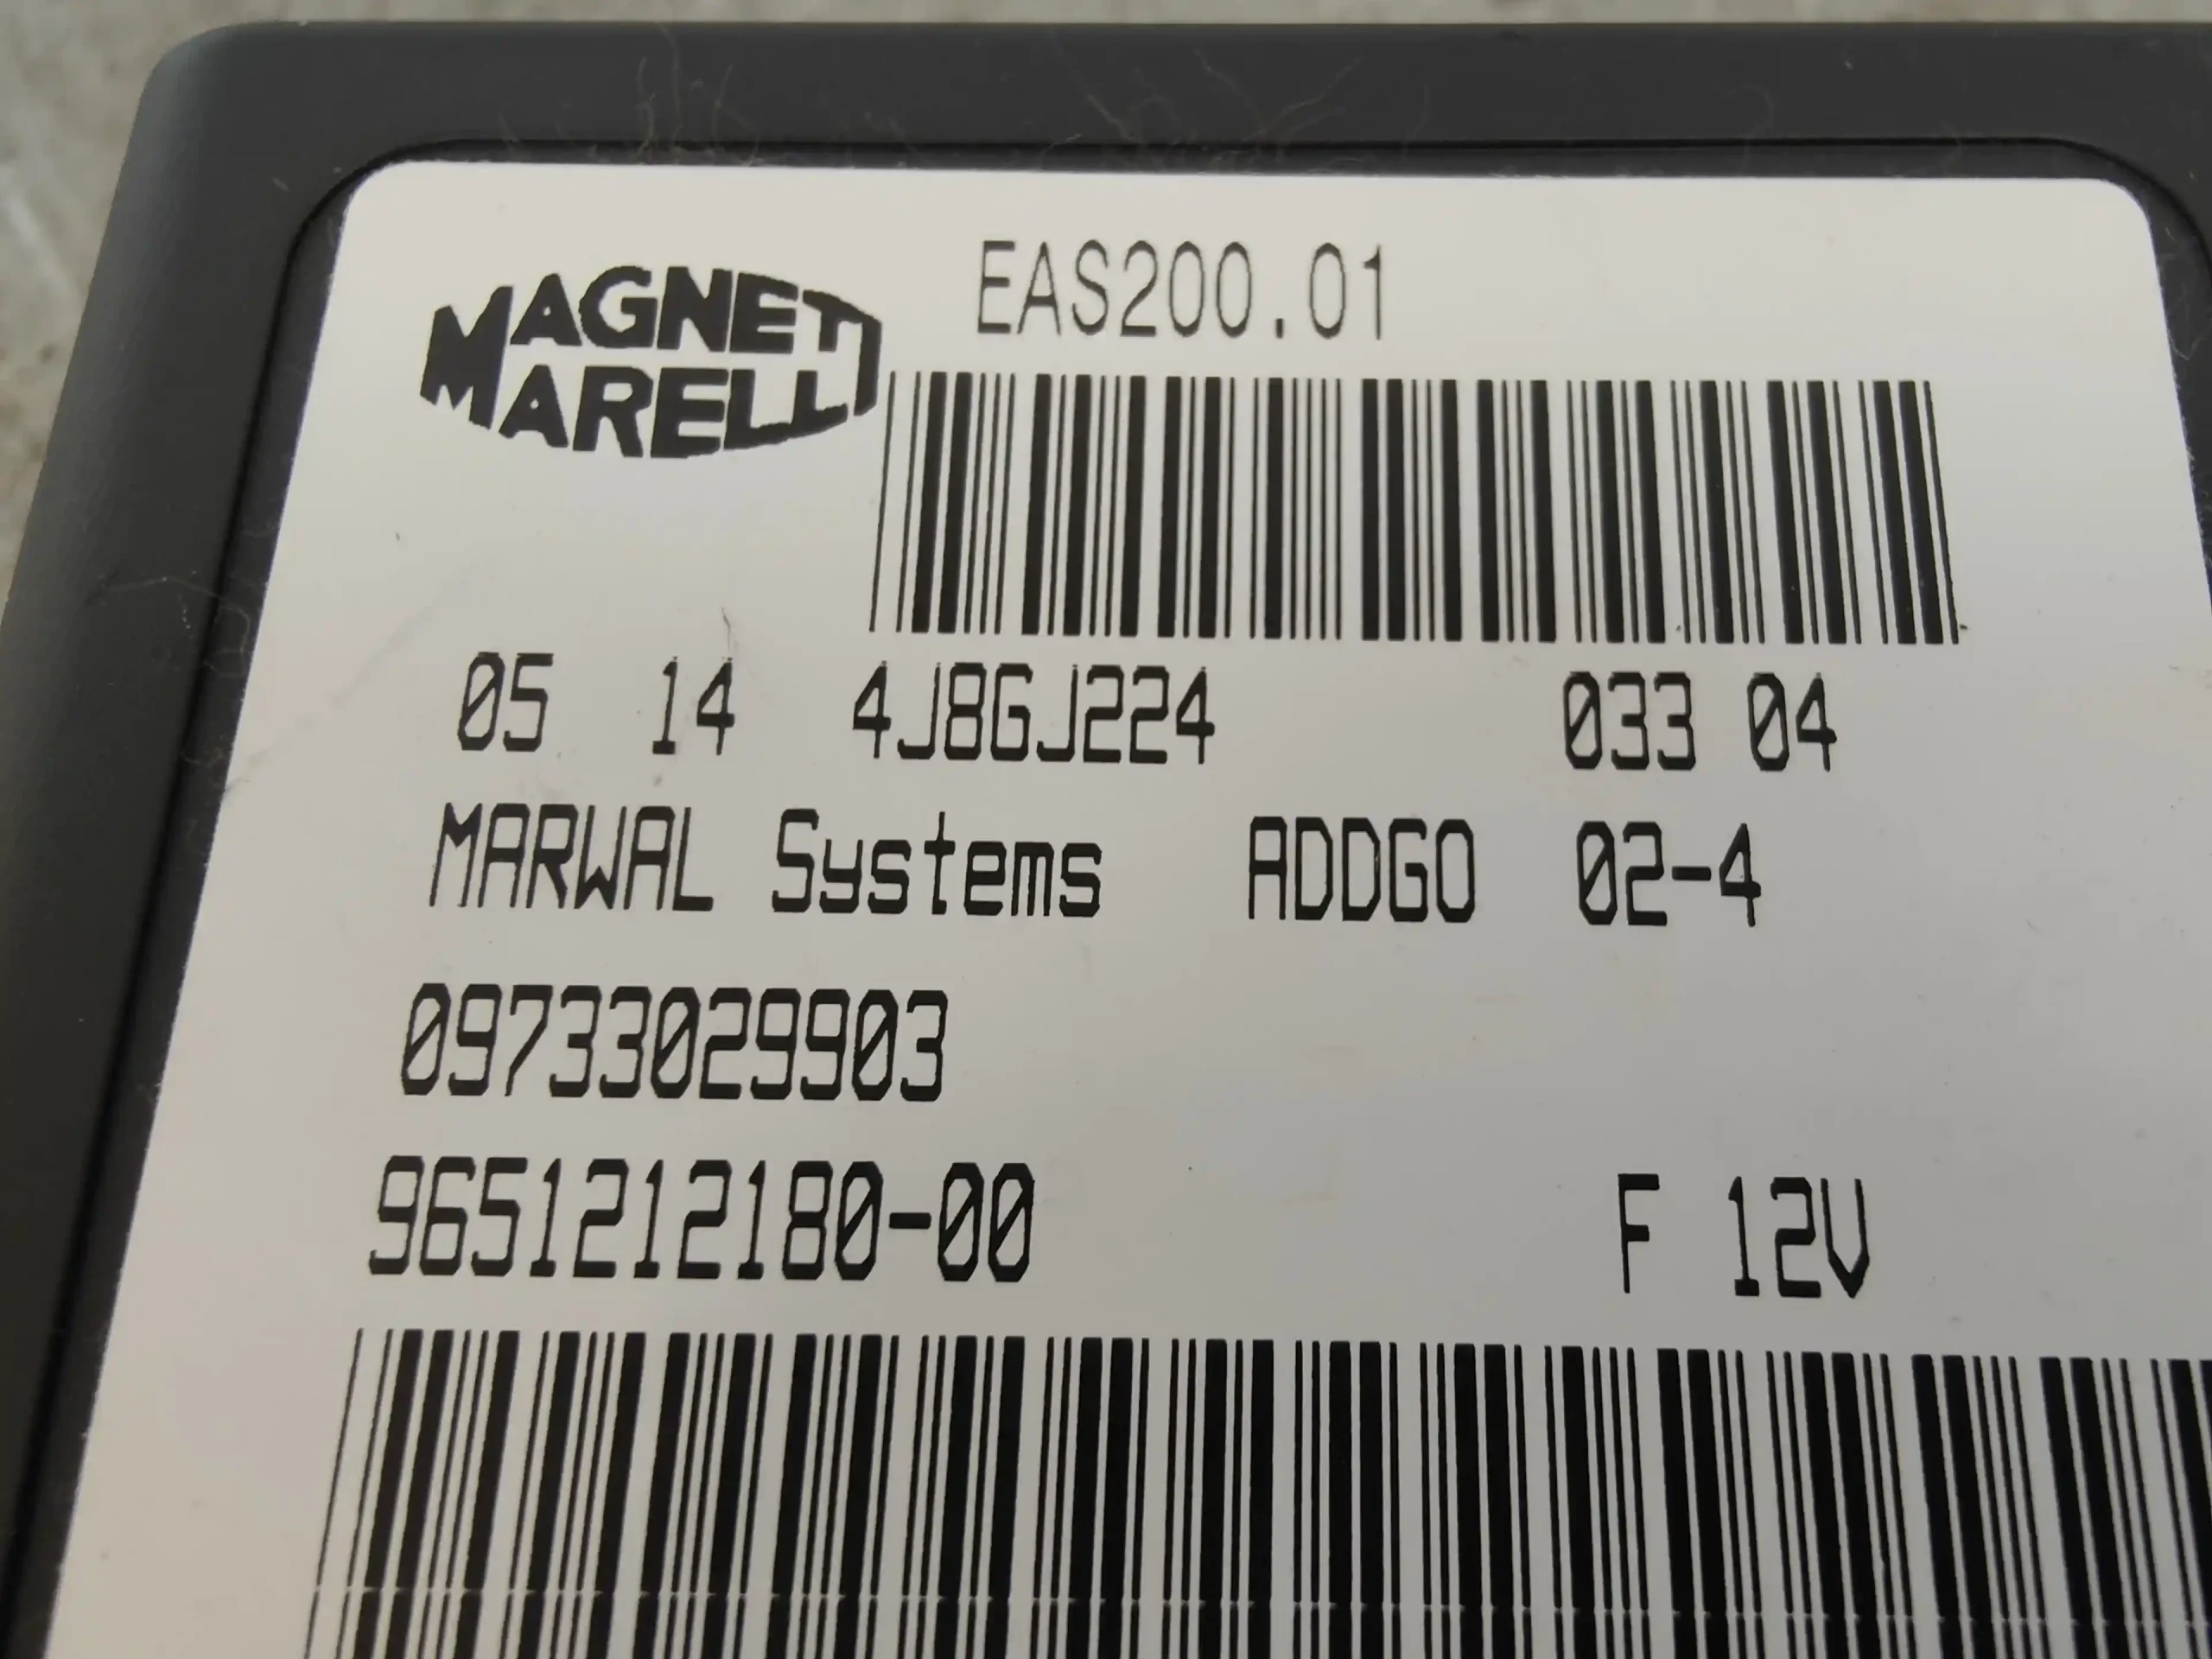 MAGNETI
MARELLI
EAS200.01
05 14 4J8GJ224 033 04
MARWAL Systems ADDGO 02-4
09733029903
9651212180-00 F 12V